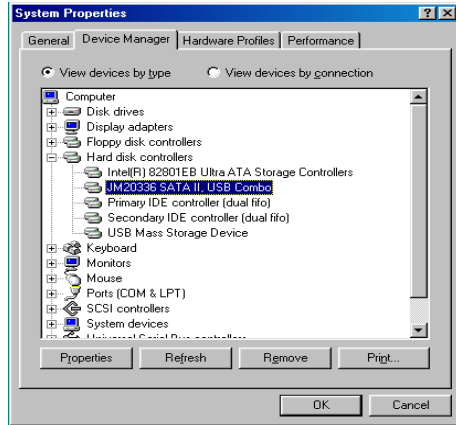 System Properties
General Device Manager Hardware Profiles Performance
View devices by type View devices by connection
Computer
Disk drives
Display adapters
Floppy disk controllers
Hard disk controllers
Intel(R) 82801EB Ultra ATA Storage Controllers
JM20336 SATA II, USB Combo
Primary IDE controller (dual fifo)
Secondary IDE controller (dual fifo)
USB Mass Storage Device
Keyboard
Monitors
Mouse
Ports (COM & LPT)
SCSI controllers
System devices
Properties Refresh Remove Print...
OK Cancel